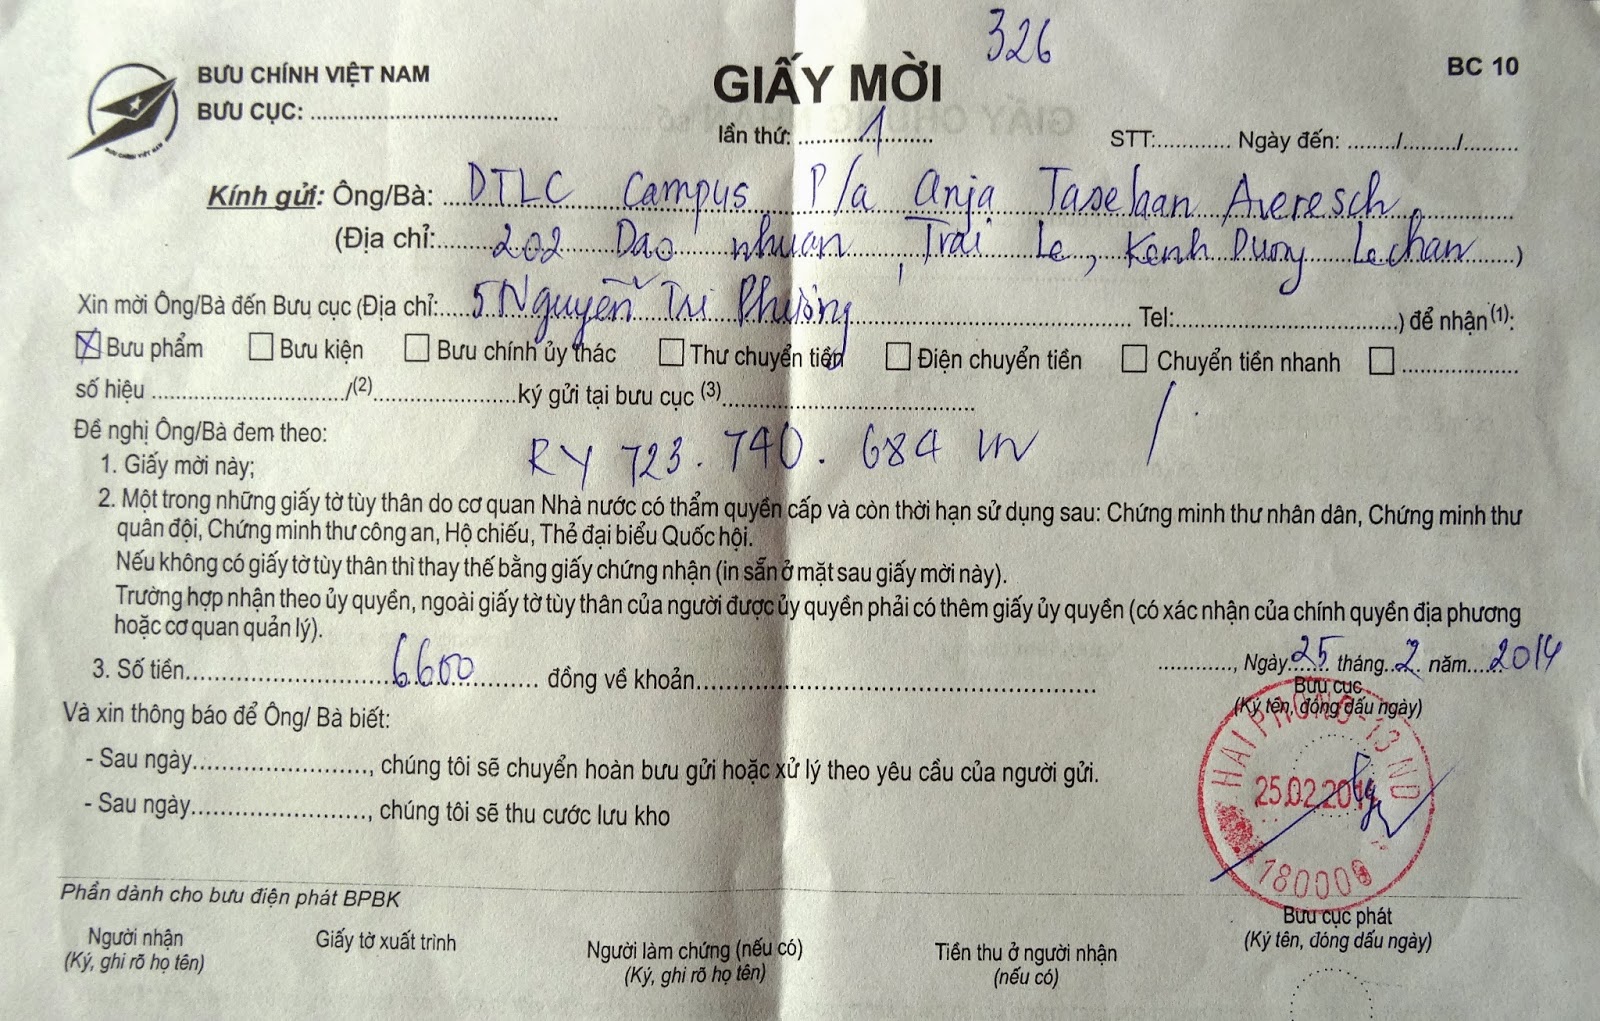 326
BƯU CHÍNH VIỆT NAM
BƯU CỤC: ........................................
GIẤY MỜI
BC 10
lần thứ: ..........1..........
STT:............ Ngày đến: ......../........./.........
BƯU CHÍNH VIỆT NAM
Kính gửi: Ông/Bà: DTLC Campus P/a Anja Taselaan Averesch
(Địa chỉ: 202 Dao nhuan, Trai Le, Kenh Duong Lechan)
Xin mời Ông/Bà đến Bưu cục (Địa chỉ: 5 Nguyễn Tri Phương Tel:................................) để nhận (1):
Bưu phẩm Bưu kiện Bưu chính ủy thác Thư chuyển tiền Điện chuyển tiền Chuyển tiền nhanh ..................
số hiệu ............................./(2)......................ký gửi tại bưu cục (3)......................................
Đề nghị Ông/Bà đem theo:
RY 723.740.684 VN /
1. Giấy mời này;
2. Một trong những giấy tờ tùy thân do cơ quan Nhà nước có thẩm quyền cấp và còn thời hạn sử dụng sau: Chứng minh thư nhân dân, Chứng minh thư
quân đội, Chứng minh thư công an, Hộ chiếu, Thẻ đại biểu Quốc hội.
Nếu không có giấy tờ tùy thân thì thay thế bằng giấy chứng nhận (in sẵn ở mặt sau giấy mời này).
Trường hợp nhận theo ủy quyền, ngoài giấy tờ tùy thân của người được ủy quyền phải có thêm giấy ủy quyền (có xác nhận của chính quyền địa phương
hoặc cơ quan quản lý).
3. Số tiền 6600 đồng về khoản............................................................
..........., Ngày 25 tháng 2 năm 2014
Bưu cục
(Ký tên, đóng dấu ngày)
Và xin thông báo để Ông/ Bà biết:
- Sau ngày.........................., chúng tôi sẽ chuyển hoàn bưu gửi hoặc xử lý theo yêu cầu của người gửi.
- Sau ngày.........................., chúng tôi sẽ thu cước lưu kho
HAI PHONG-13 ND
25.02.2014
180000
Phần dành cho bưu điện phát BPBK
Người nhận
(Ký, ghi rõ họ tên)
Giấy tờ xuất trình
Người làm chứng (nếu có)
(Ký, ghi rõ họ tên)
Tiền thu ở người nhận
(nếu có)
Bưu cục phát
(Ký tên, đóng dấu ngày)